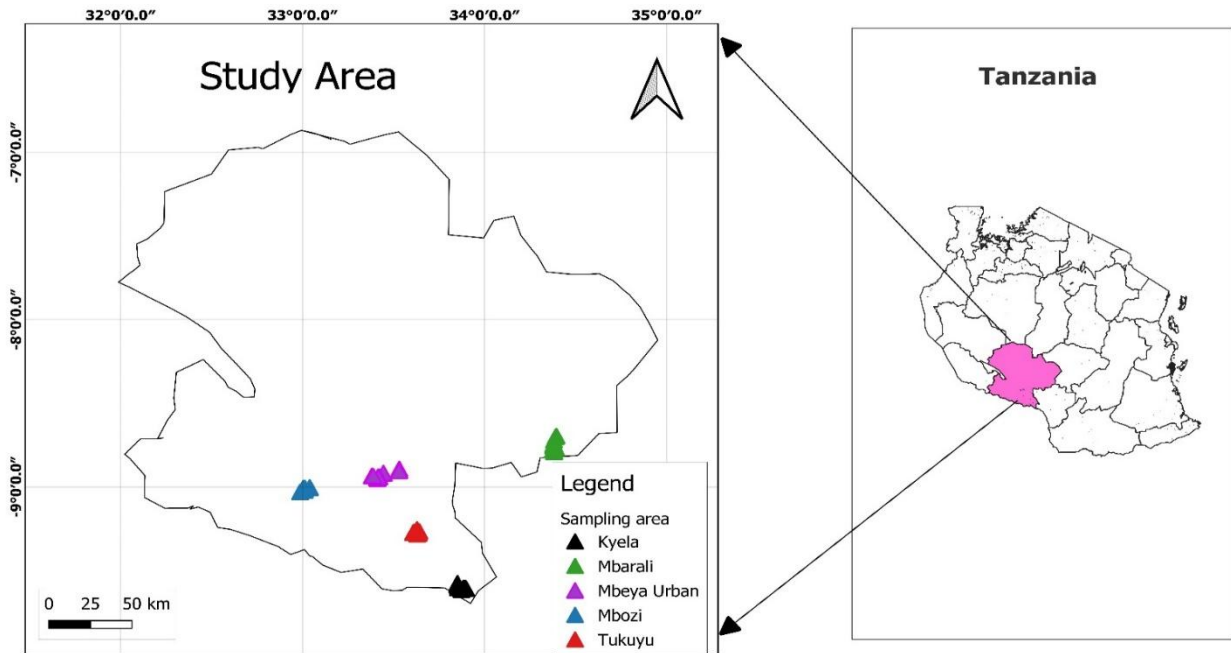 32°0'0.0" 33°0'0.0" 34°0'0.0" 35°0'0.0"
Study Area
Tanzania
-7°0'0.0"
-8°0'0.0"
-9°0'0.0"
Legend
Sampling area
Kyela
Mbarali
Mbeya Urban
Mbozi
Tukuyu
0 25 50 km